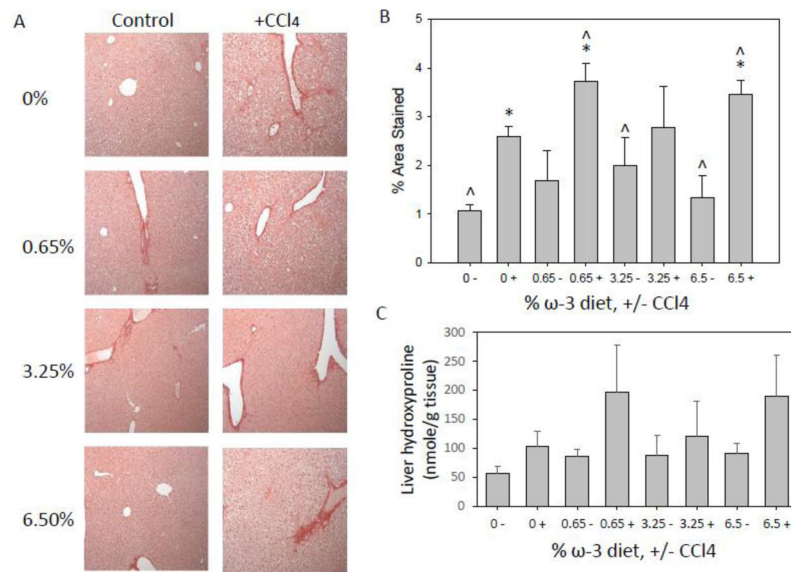 A
Control +CCl4
0%
0.65%
3.25%
6.50%
B
% Area Stained
5
4
3
2
1
0
^ * ^ * ^ ^ ^ *
0 - 0 + 0.65 - 0.65 + 3.25 - 3.25 + 6.5 - 6.5 +
% ω-3 diet, +/- CCl4
C
Liver hydroxyproline
(nmole/g tissue)
300
250
200
150
100
50
0
0 - 0 + 0.65 - 0.65 + 3.25 - 3.25 + 6.5 - 6.5 +
% ω-3 diet, +/- CCl4